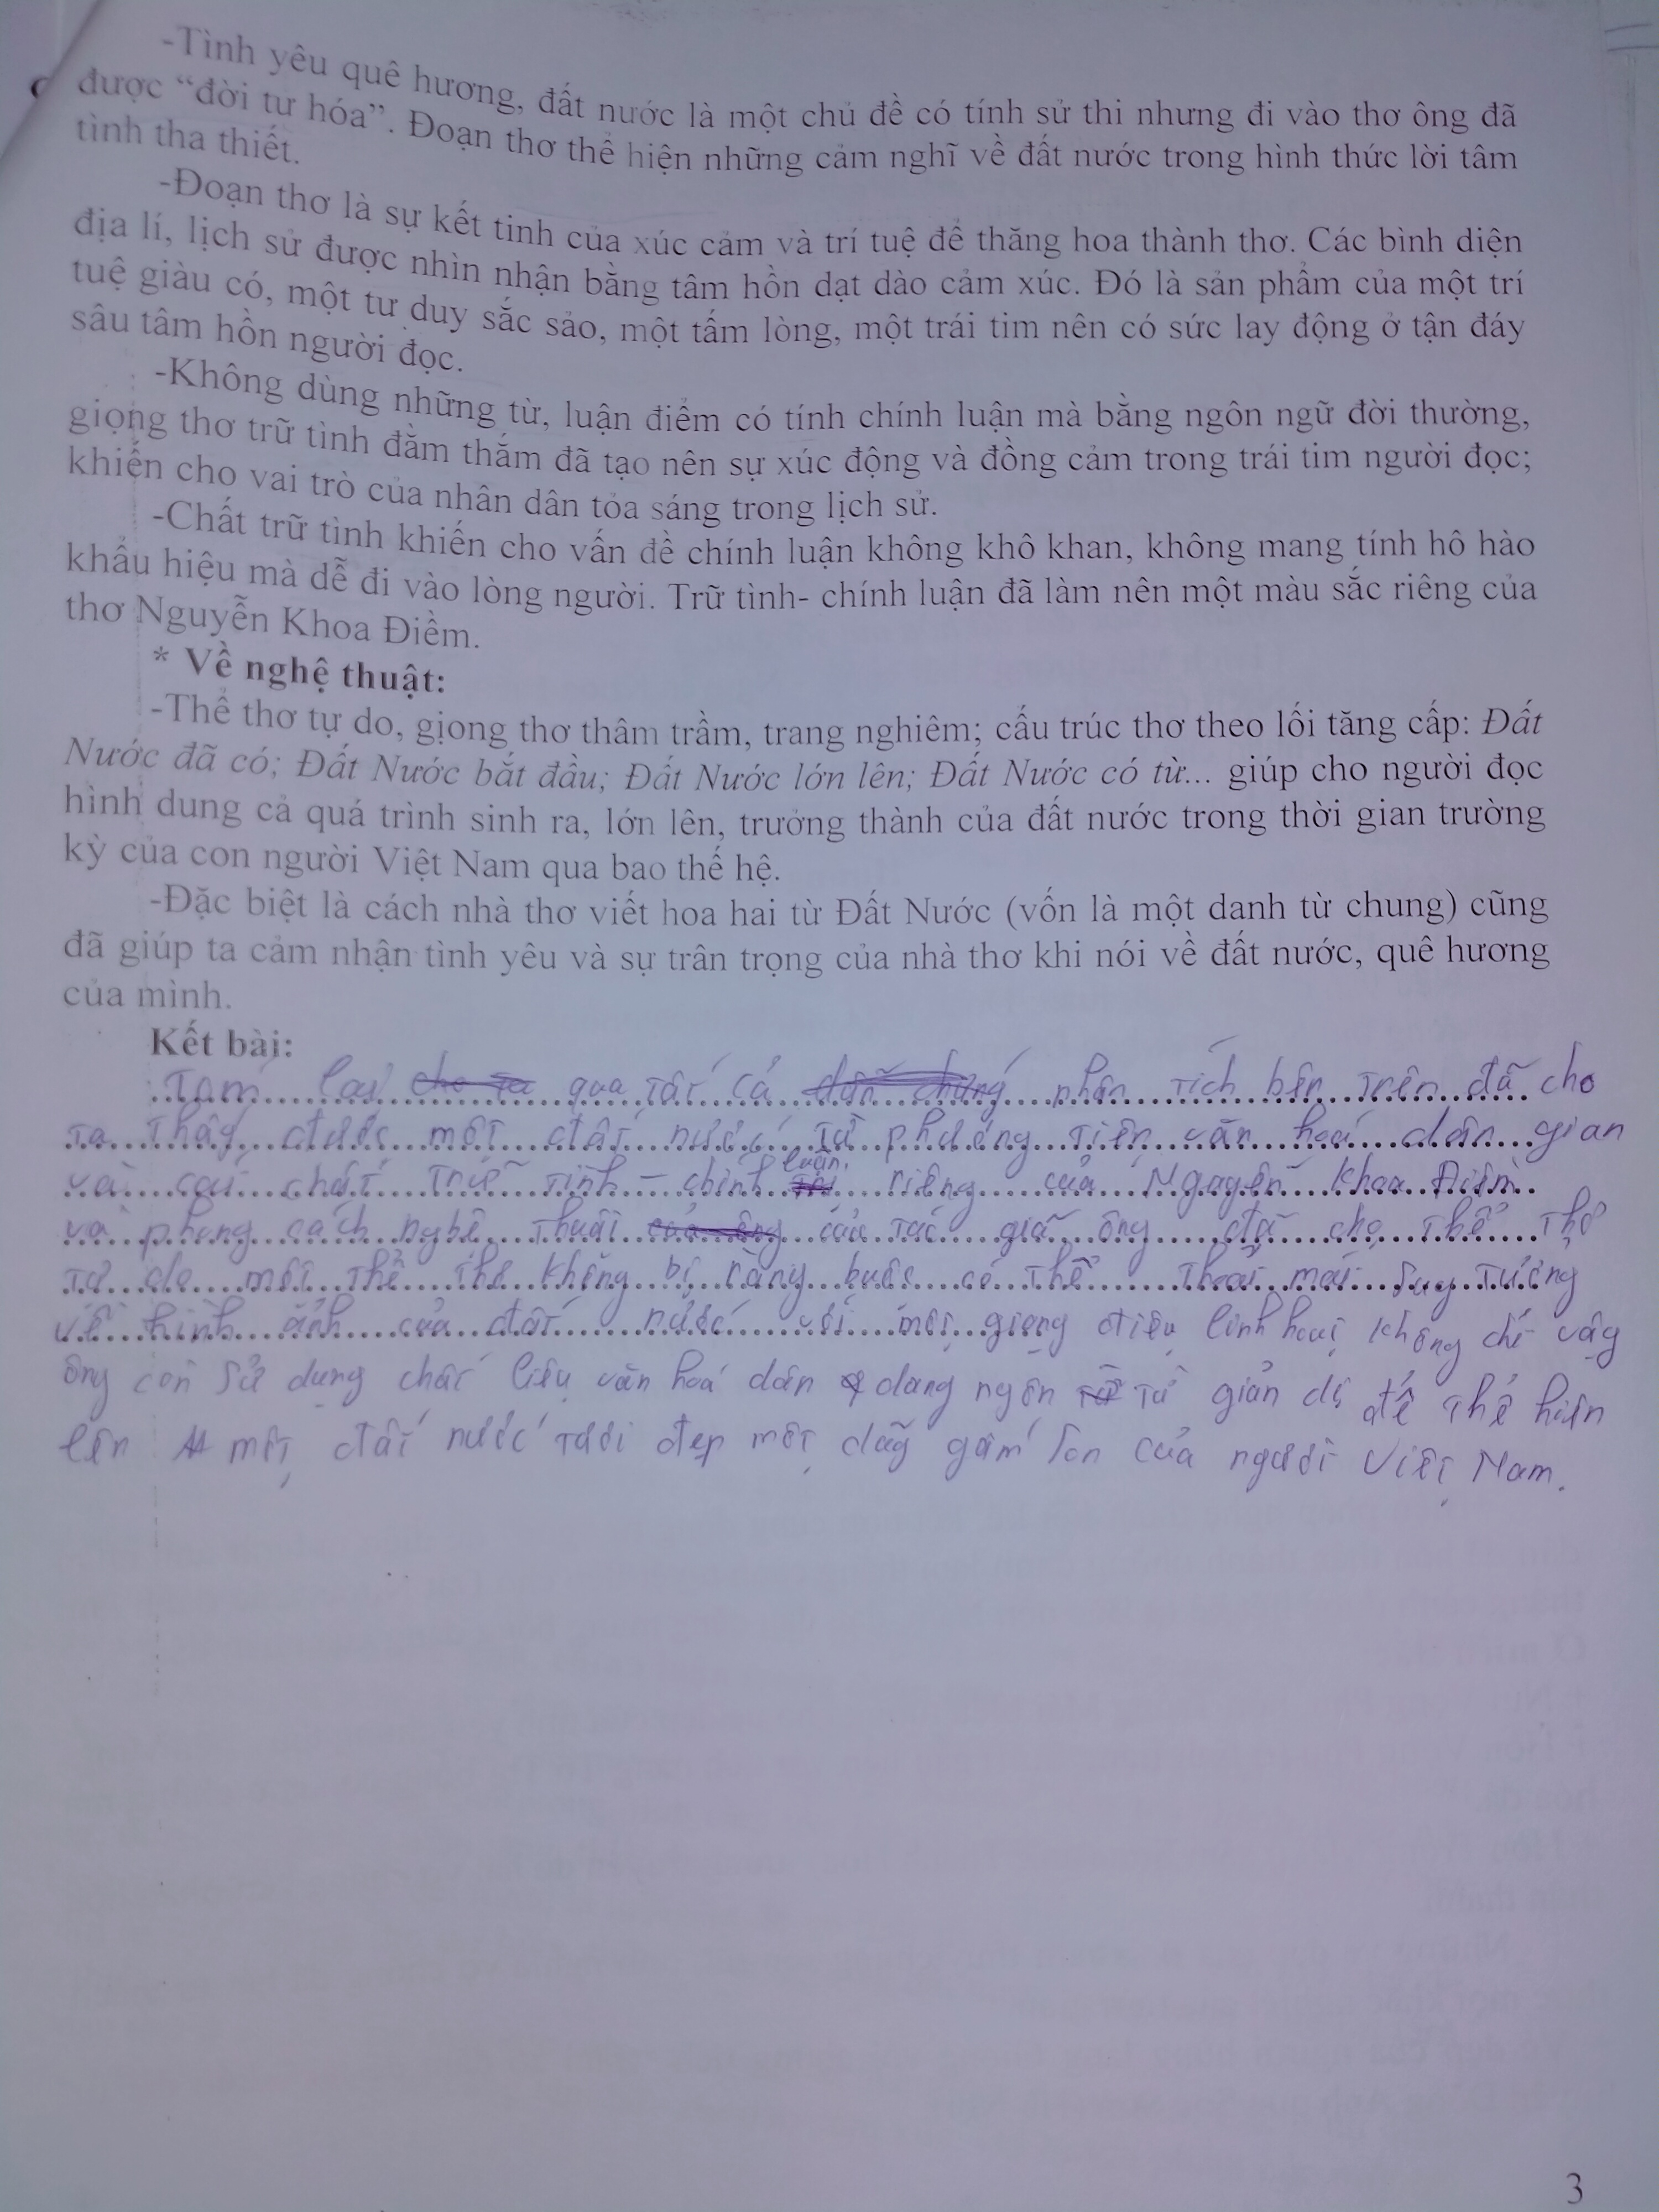 -Tình yêu quê hương, đất nước là một chủ đề có tính sử thi nhưng đi vào thơ ông đã
được “đời tư hóa”. Đoạn thơ thể hiện những cảm nghĩ về đất nước trong hình thức lời tâm
tình tha thiết.
-Đoạn thơ là sự kết tinh của xúc cảm và trí tuệ để thăng hoa thành thơ. Các bình diện
địa lí, lịch sử được nhìn nhận bằng tâm hồn dạt dào cảm xúc. Đó là sản phẩm của một trí
tuệ giàu có, một tư duy sắc sảo, một tấm lòng, một trái tim nên có sức lay động ở tận đáy
sâu tâm hồn người đọc.
-Không dùng những từ, luận điểm có tính chính luận mà bằng ngôn ngữ đời thường,
giọng thơ trữ tình đằm thắm đã tạo nên sự xúc động và đồng cảm trong trái tim người đọc;
khiến cho vai trò của nhân dân tỏa sáng trong lịch sử.
-Chất trữ tình khiến cho vấn đề chính luận không khô khan, không mang tính hô hào
khẩu hiệu mà dễ đi vào lòng người. Trữ tình- chính luận đã làm nên một màu sắc riêng của
thơ Nguyễn Khoa Điềm.
* Về nghệ thuật:
-Thể thơ tự do, giọng thơ thâm trầm, trang nghiêm; cấu trúc thơ theo lối tăng cấp: Đất
Nước đã có; Đất Nước bắt đầu; Đất Nước lớn lên; Đất Nước có từ... giúp cho người đọc
hình dung cả quá trình sinh ra, lớn lên, trưởng thành của đất nước trong thời gian trường
kỳ của con người Việt Nam qua bao thế hệ.
-Đặc biệt là cách nhà thơ viết hoa hai từ Đất Nước (vốn là một danh từ chung) cũng
đã giúp ta cảm nhận tình yêu và sự trân trọng của nhà thơ khi nói về đất nước, quê hương
của mình.
Kết bài:
Tóm lại qua tất cả phân tích bên trên đã cho
ta thấy được một đất nước từ phương tiện văn hoá dân gian
và cái chất trữ tình - chính luận riêng của Nguyễn Khoa Điềm
và phong cách nghệ thuật của tác giả ông đã cho thể thơ
tự do một thể thơ không bị ràng buộc có thể thoải mái suy tưởng
về hình ảnh của đất nước với một giọng điệu linh hoạt không chỉ vậy
ông còn sử dụng chất liệu văn hoá dân dang ngôn từ giản dị để thể hiện
lên một đất nước tươi đẹp một dãy gấm son của người Việt Nam.
3